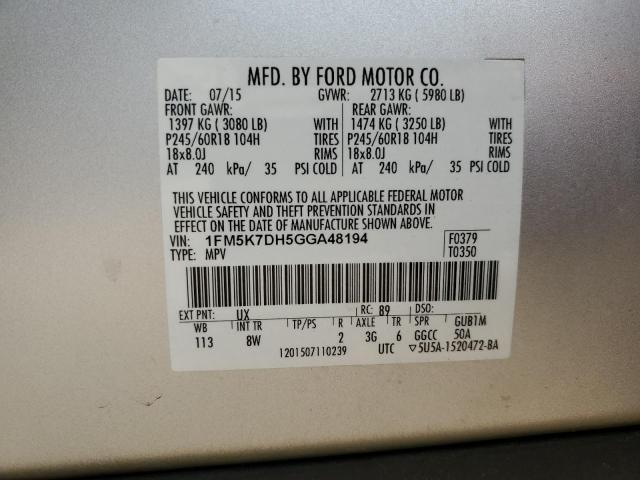 MFD. BY FORD MOTOR CO.
DATE: 07/15 GVWR: 2713 KG ( 5980 LB)
FRONT GAWR: REAR GAWR:
1397 KG ( 3080 LB) WITH 1474 KG ( 3250 LB) WITH
P245/60R18 104H TIRES P245/60R18 104H TIRES
18x8.0J RIMS 18x8.0J RIMS
AT 240 kPa/ 35 PSI COLD AT 240 kPa/ 35 PSI COLD
THIS VEHICLE CONFORMS TO ALL APPLICABLE FEDERAL MOTOR
VEHICLE SAFETY AND THEFT PREVENTION STANDARDS IN
EFFECT ON THE DATE OF MANUFACTURE SHOWN ABOVE.
VIN: 1FM5K7DH5GGA48194 F0379
TYPE: MPV T0350
EXT PNT: UX RC: 89 DSO:
WB INT TR TP/PS R AXLE TR SPR GUB1M
113 8W 2 3G 6 GGCC 50A
1201507110239 UTC ▽5U5A-1520472-BA